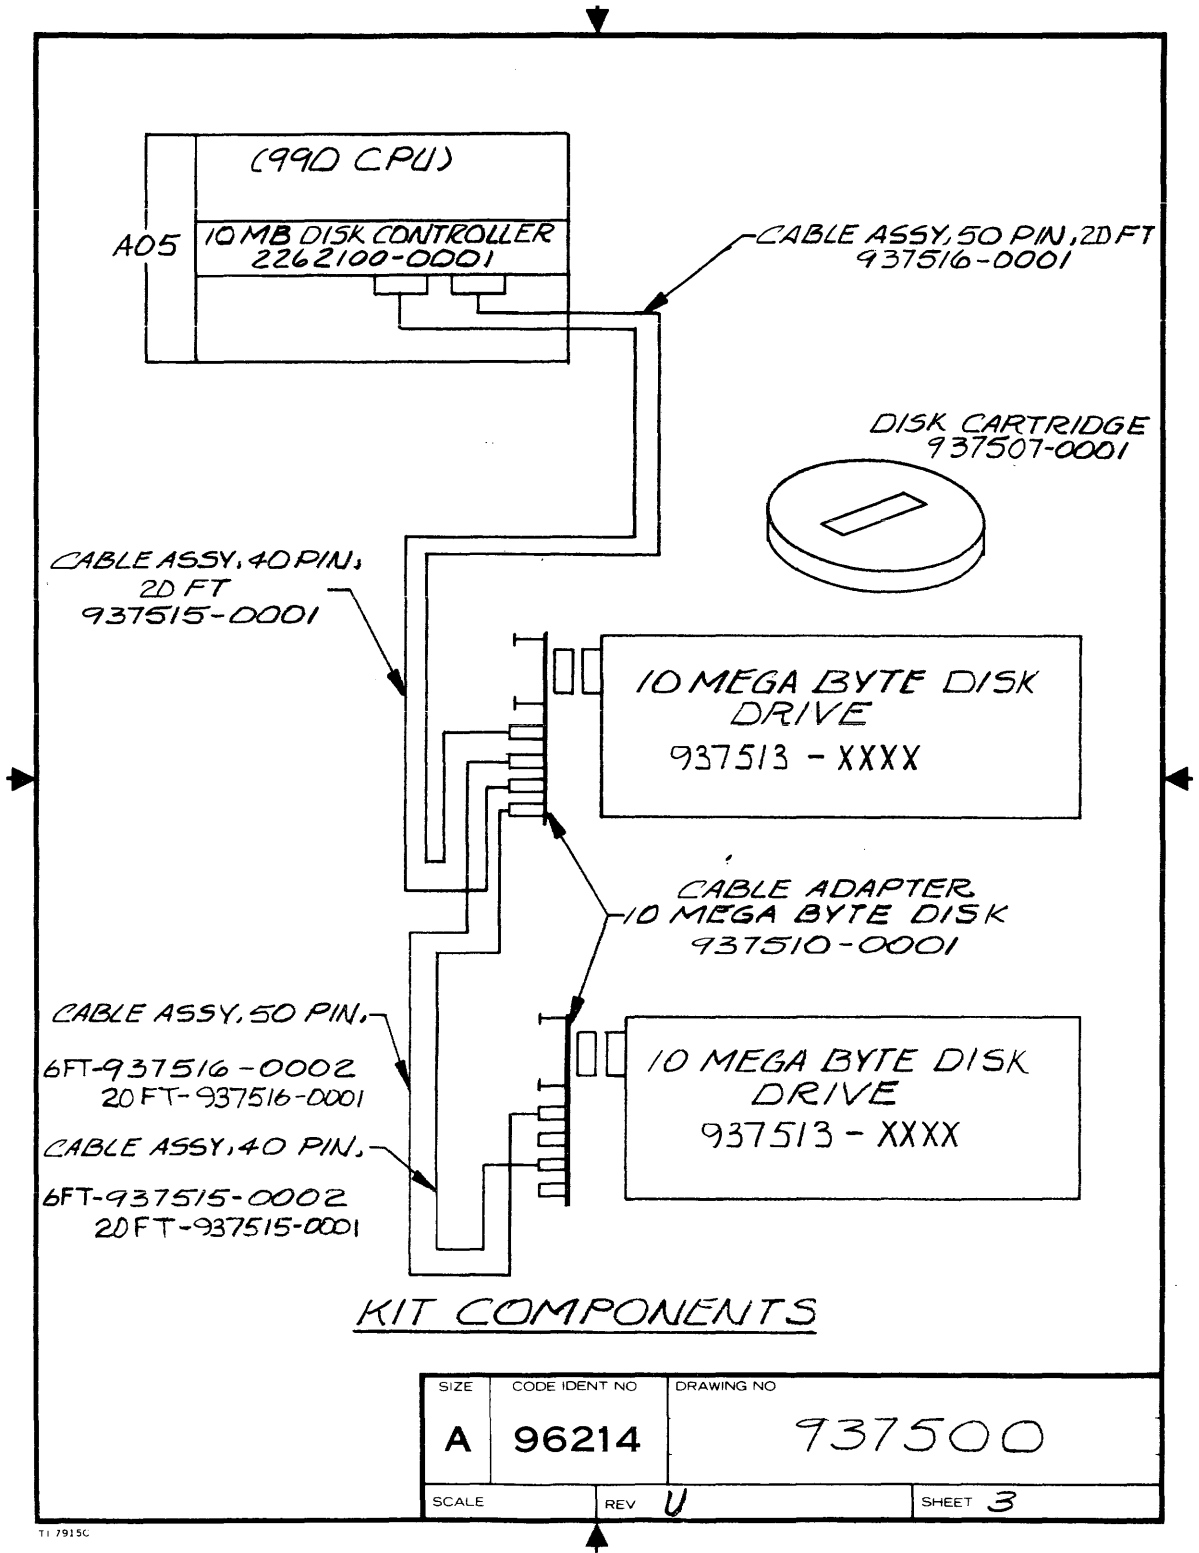 (990 CPU)
A05
10 MB DISK CONTROLLER
2262100-0001
CABLE ASSY, 50 PIN, 20 FT
937516-0001
DISK CARTRIDGE
937507-0001
CABLE ASSY, 40 PIN,
20 FT
937515-0001
10 MEGA BYTE DISK
DRIVE
937513 - XXXX
CABLE ADAPTER
10 MEGA BYTE DISK
937510-0001
CABLE ASSY, 50 PIN,
6FT-937516-0002
20FT-937516-0001
10 MEGA BYTE DISK
DRIVE
937513 - XXXX
CABLE ASSY, 40 PIN,
6FT-937515-0002
20FT-937515-0001
KIT COMPONENTS
SIZE
A
CODE IDENT NO
96214
DRAWING NO
937500
SCALE
REV U
SHEET 3
TI 7915C